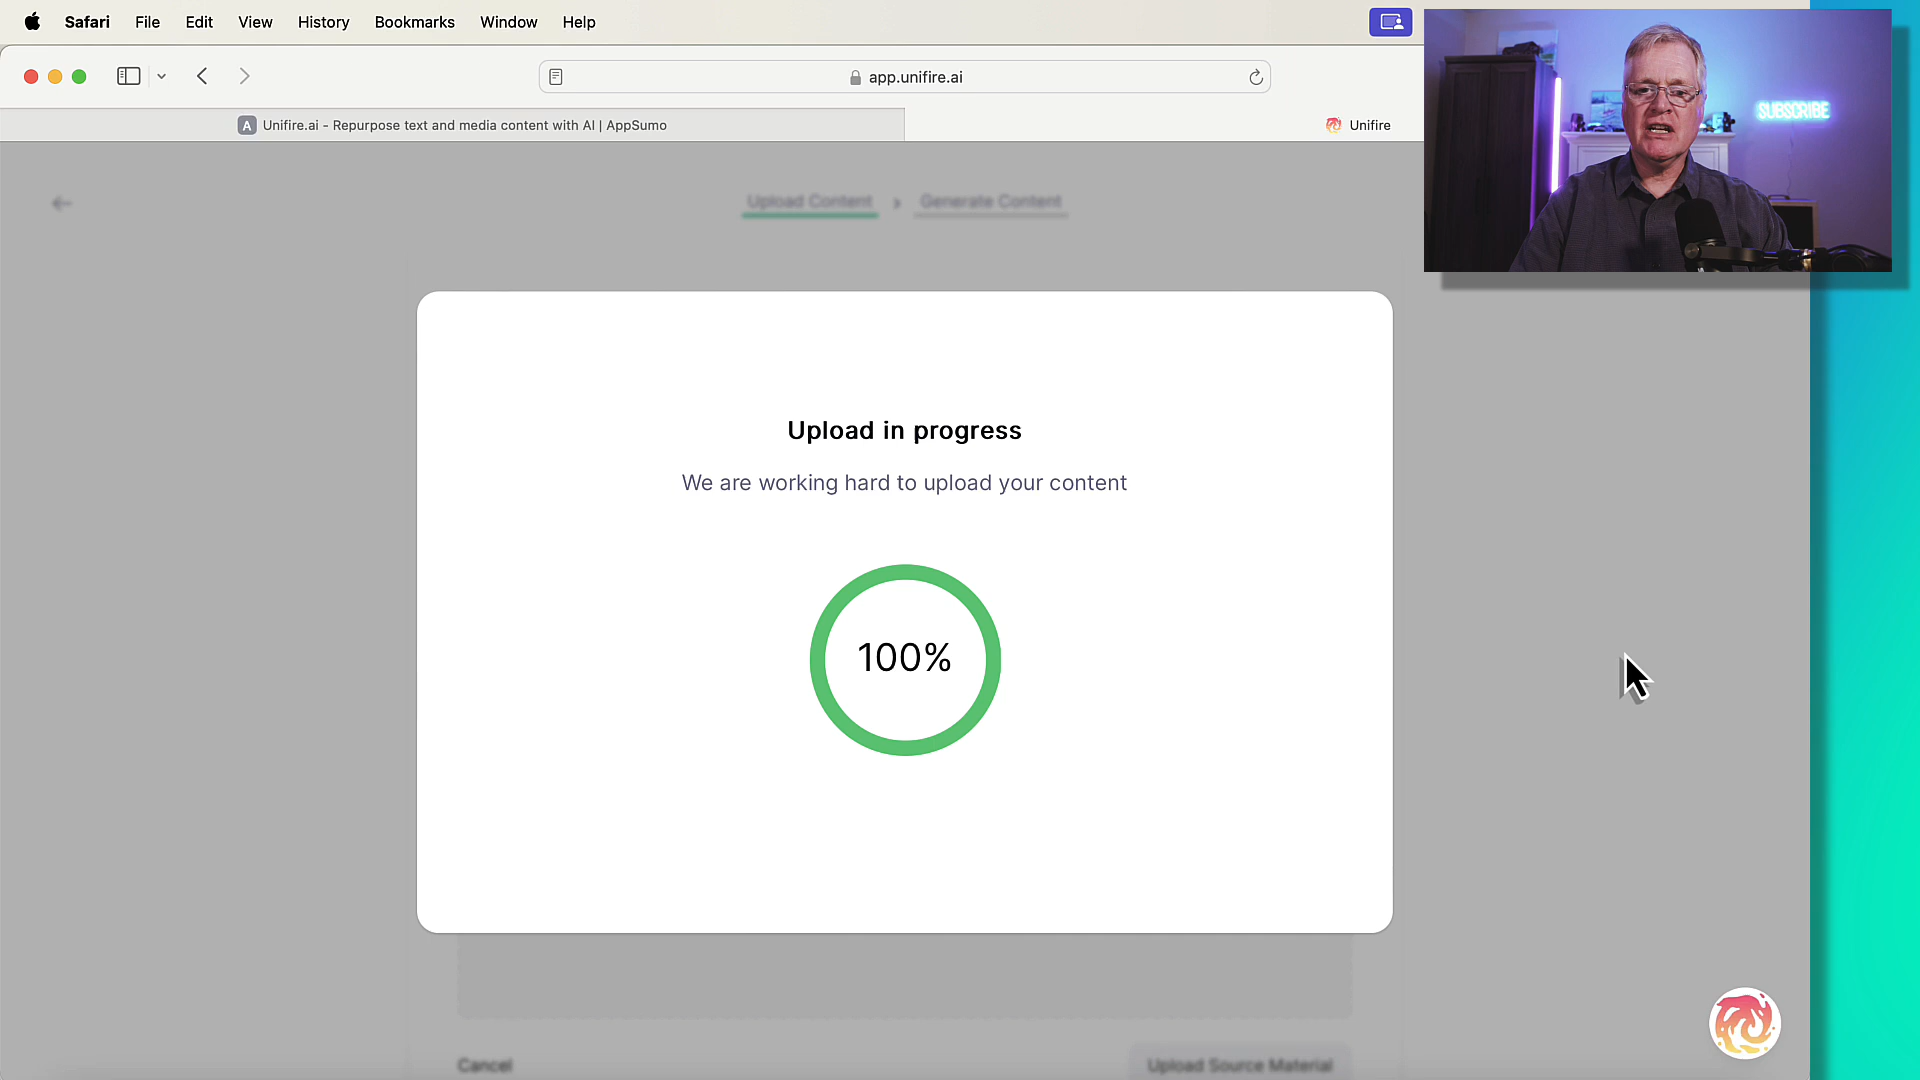 Safari File Edit View History Bookmarks Window Help
app.unifire.ai
A Unifire.ai - Repurpose text and media content with AI | AppSumo
Unifire
SUBSCRIBE
Upload Content
Generate Content
Upload in progress
We are working hard to upload your content
100%
Cancel
Upload Source Material